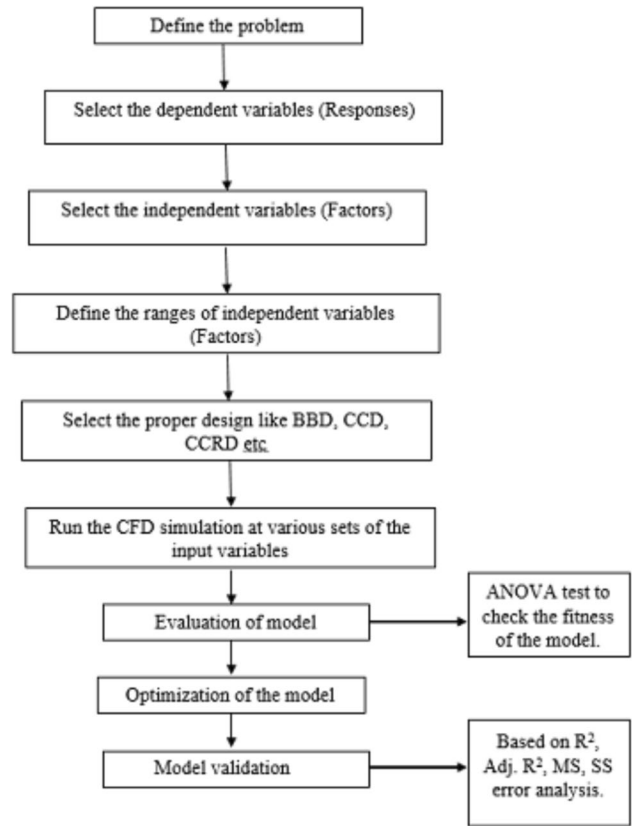 Define the problem
Select the dependent variables (Responses)
Select the independent variables (Factors)
Define the ranges of independent variables
(Factors)
Select the proper design like BBD, CCD,
CCRD etc
Run the CFD simulation at various sets of the
input variables
Evaluation of model
ANOVA test to
check the fitness
of the model.
Optimization of the model
Model validation
Based on R²,
Adj. R², MS, SS
error analysis.